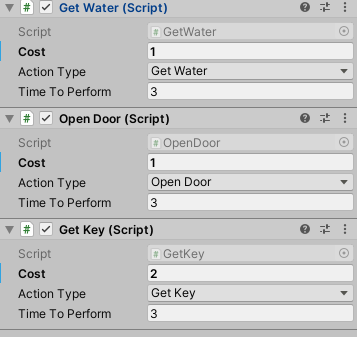 Get Water (Script)
Script GetWater
Cost 1
Action Type Get Water
Time To Perform 3
Open Door (Script)
Script OpenDoor
Cost 1
Action Type Open Door
Time To Perform 3
Get Key (Script)
Script GetKey
Cost 2
Action Type Get Key
Time To Perform 3